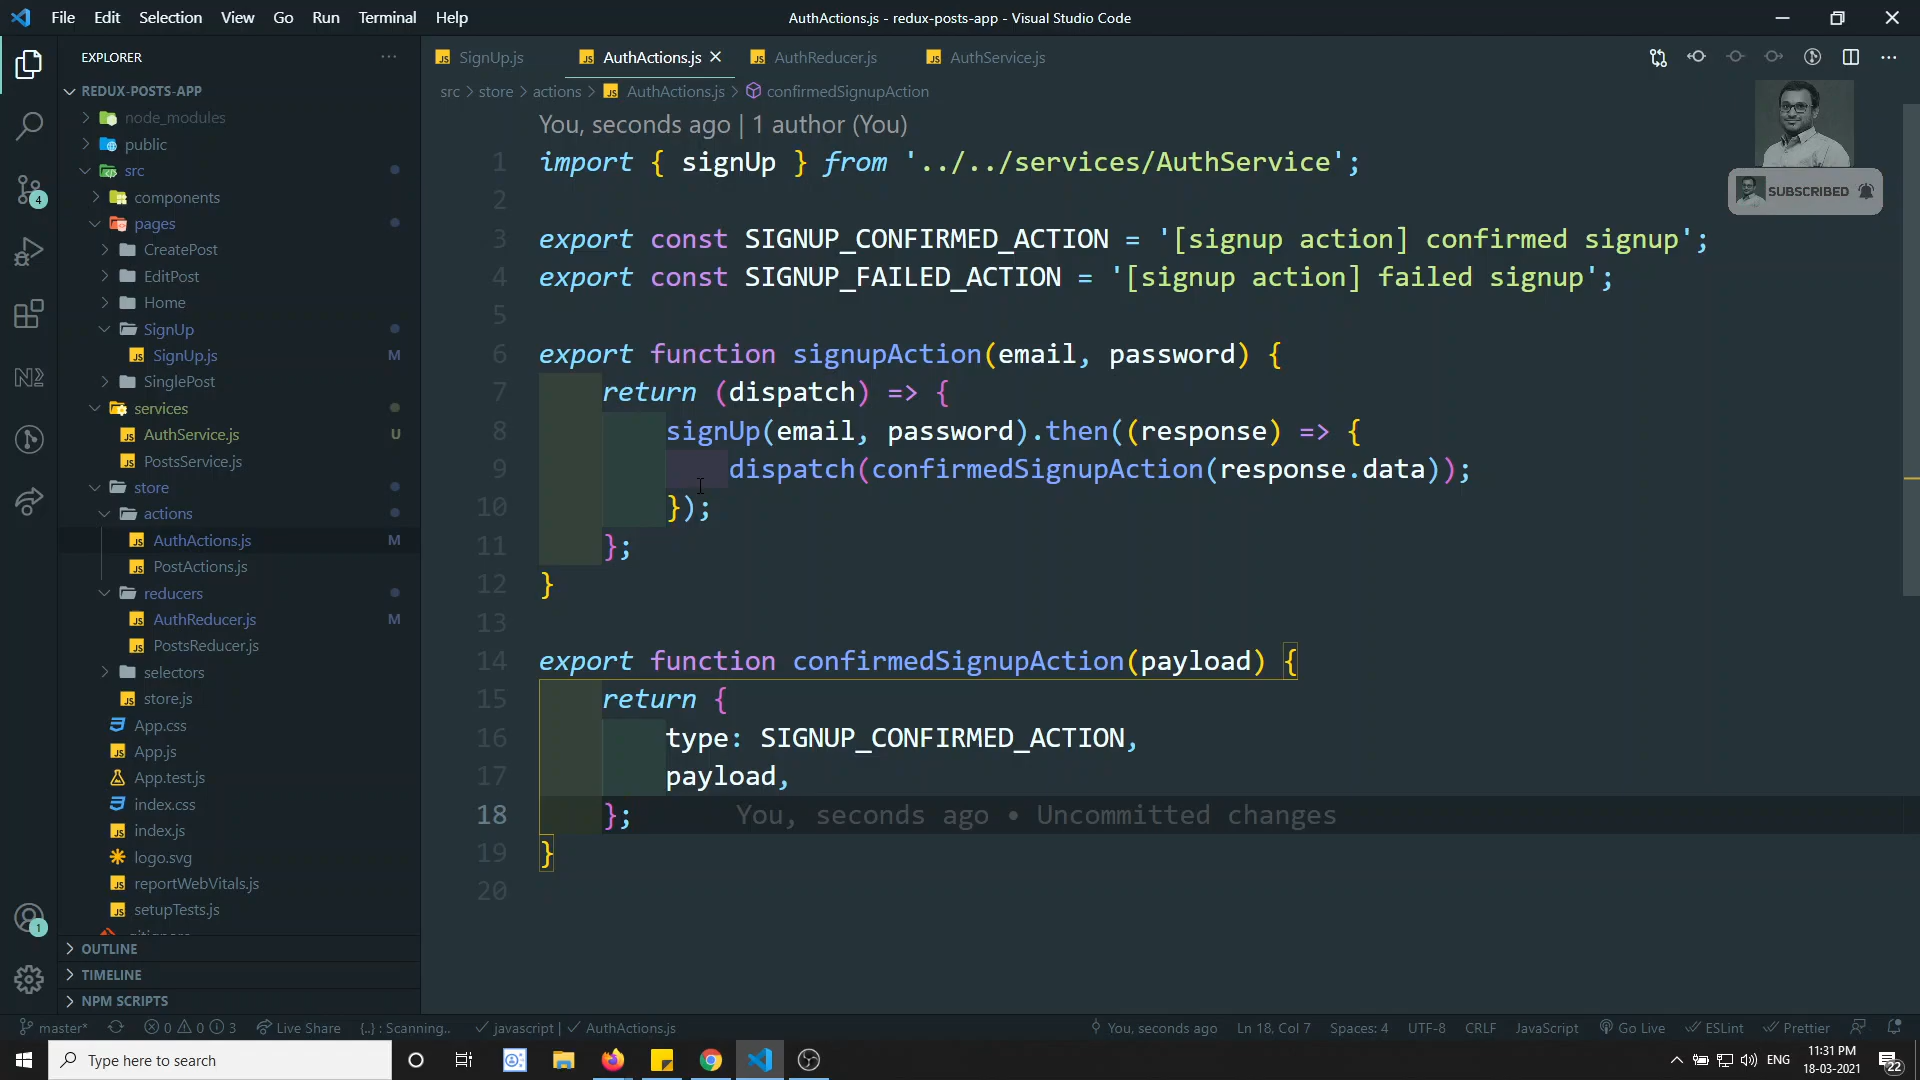 File Edit Selection View Go Run Terminal Help
AuthActions.js - redux-posts-app - Visual Studio Code
EXPLORER
REDUX-POSTS-APP
node_modules
public
src
components
pages
CreatePost
EditPost
Home
SignUp
SignUp.js M
SinglePost
services
AuthService.js U
PostsService.js
store
actions
AuthActions.js M
PostActions.js
reducers
AuthReducer.js M
PostsReducer.js
selectors
store.js
App.css
App.js
App.test.js
index.css
index.js
logo.svg
reportWebVitals.js
setupTests.js
.gitignore
OUTLINE
TIMELINE
NPM SCRIPTS
4
1
SignUp.js AuthActions.js AuthReducer.js AuthService.js
src > store > actions > AuthActions.js > confirmedSignupAction
You, seconds ago | 1 author (You)
1 import { signUp } from '../../services/AuthService';
2
3 export const SIGNUP_CONFIRMED_ACTION = '[signup action] confirmed signup';
4 export const SIGNUP_FAILED_ACTION = '[signup action] failed signup';
5
6 export function signupAction(email, password) {
7 return (dispatch) => {
8 signUp(email, password).then((response) => {
9 dispatch(confirmedSignupAction(response.data));
10 });
11 };
12 }
13
14 export function confirmedSignupAction(payload) {
15 return {
16 type: SIGNUP_CONFIRMED_ACTION,
17 payload,
18 }; You, seconds ago • Uncommitted changes
19 }
20
SUBSCRIBED
master* 0 0 3 Live Share {..} : Scanning.. javascript | AuthActions.js You, seconds ago Ln 18, Col 7 Spaces: 4 UTF-8 CRLF JavaScript Go Live ESLint Prettier
Type here to search
ENG
11:31 PM
18-03-2021
22